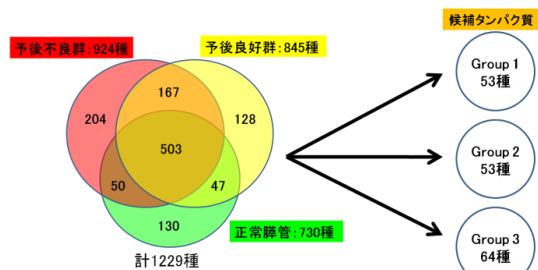 候補タンパク質
予後不良群:924種
予後良好群:845種
Group 1
53種
167
204
128
503
Group 2
53種
50
47
130
正常膵管:730種
計1229種
Group 3
64種